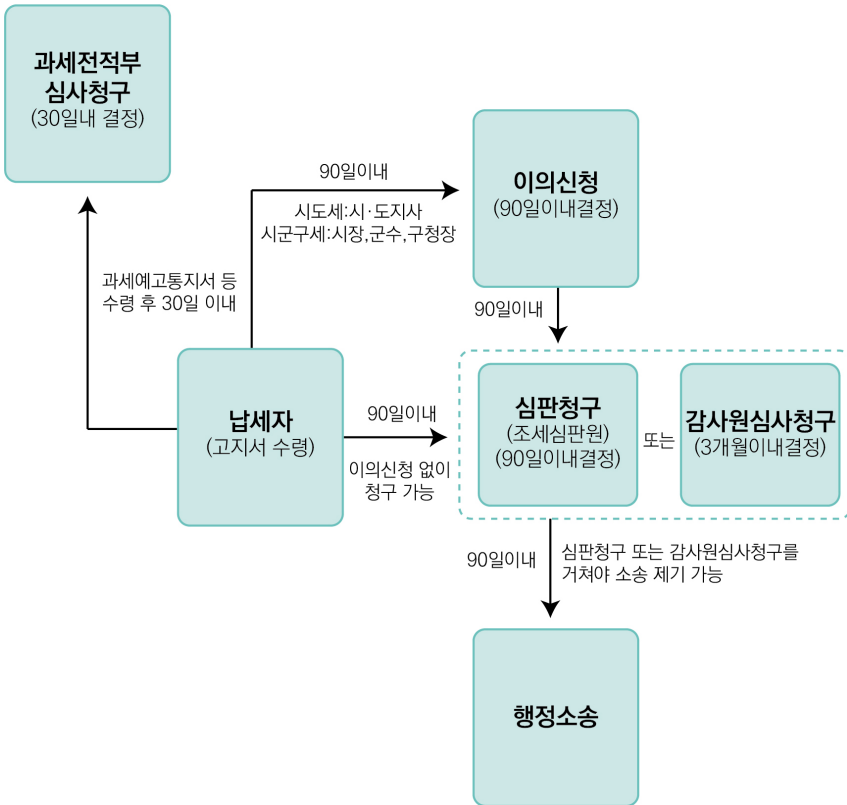 과세전적부
심사청구
(30일내 결정)
90일이내
시도세:시·도지사
시군구세:시장,군수,구청장
이의신청
(90일이내결정)
과세예고통지서 등
수령 후 30일 이내
90일이내
납세자
(고지서 수령)
90일이내
이의신청 없이
청구 가능
심판청구
(조세심판원)
(90일이내결정)
또는
감사원심사청구
(3개월이내결정)
90일이내
심판청구 또는 감사원심사청구를
거쳐야 소송 제기 가능
행정소송